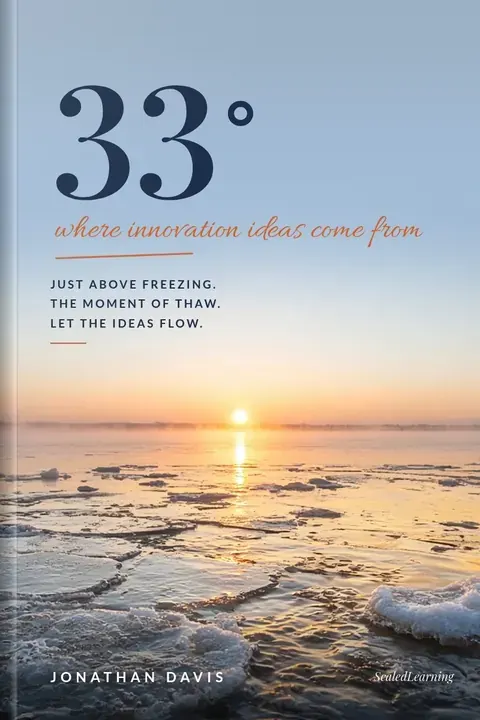 33°
where innovation ideas come from
JUST ABOVE FREEZING.
THE MOMENT OF THAW.
LET THE IDEAS FLOW.
JONATHAN DAVIS
SealedLearning